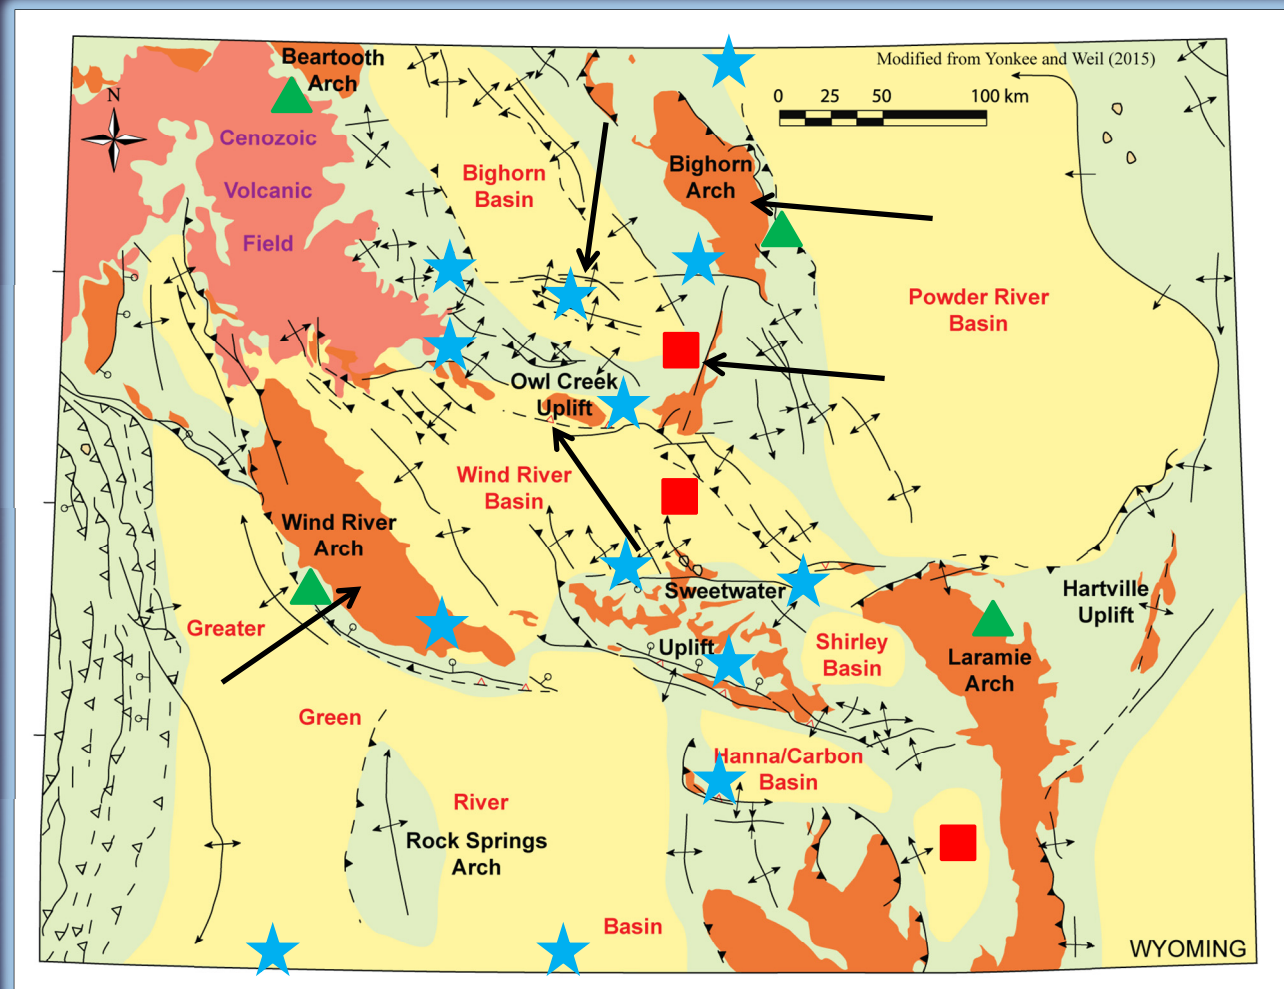 Beartooth
Arch
Modified from Yonkee and Weil (2015)
0 25 50 100 km
N
Cenozoic
Volcanic
Field
Bighorn
Basin
Bighorn
Arch
Powder River
Basin
Owl Creek
Uplift
Wind River
Basin
Wind River
Arch
Sweetwater
Uplift
Hartville
Uplift
Greater
Shirley
Basin
Laramie
Arch
Green
Hanna/Carbon
Basin
River
Rock Springs
Arch
Basin
WYOMING